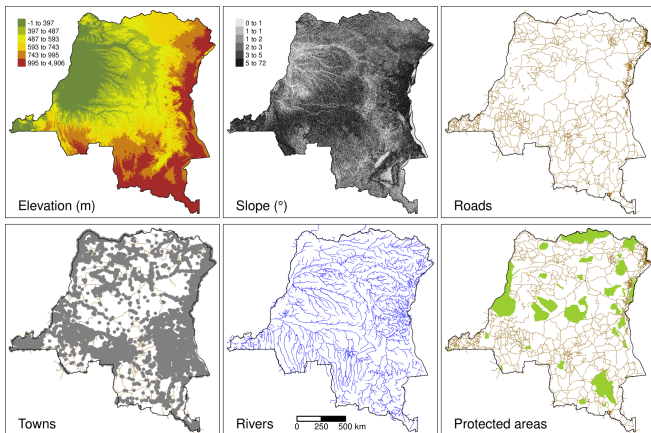 -1 to 397
397 to 487
487 to 593
593 to 743
743 to 995
995 to 4,906
Elevation (m)
0 to 1
1 to 1
1 to 2
2 to 3
3 to 5
5 to 72
Slope (°)
Roads
Towns
Rivers
0 250 500 km
Protected areas